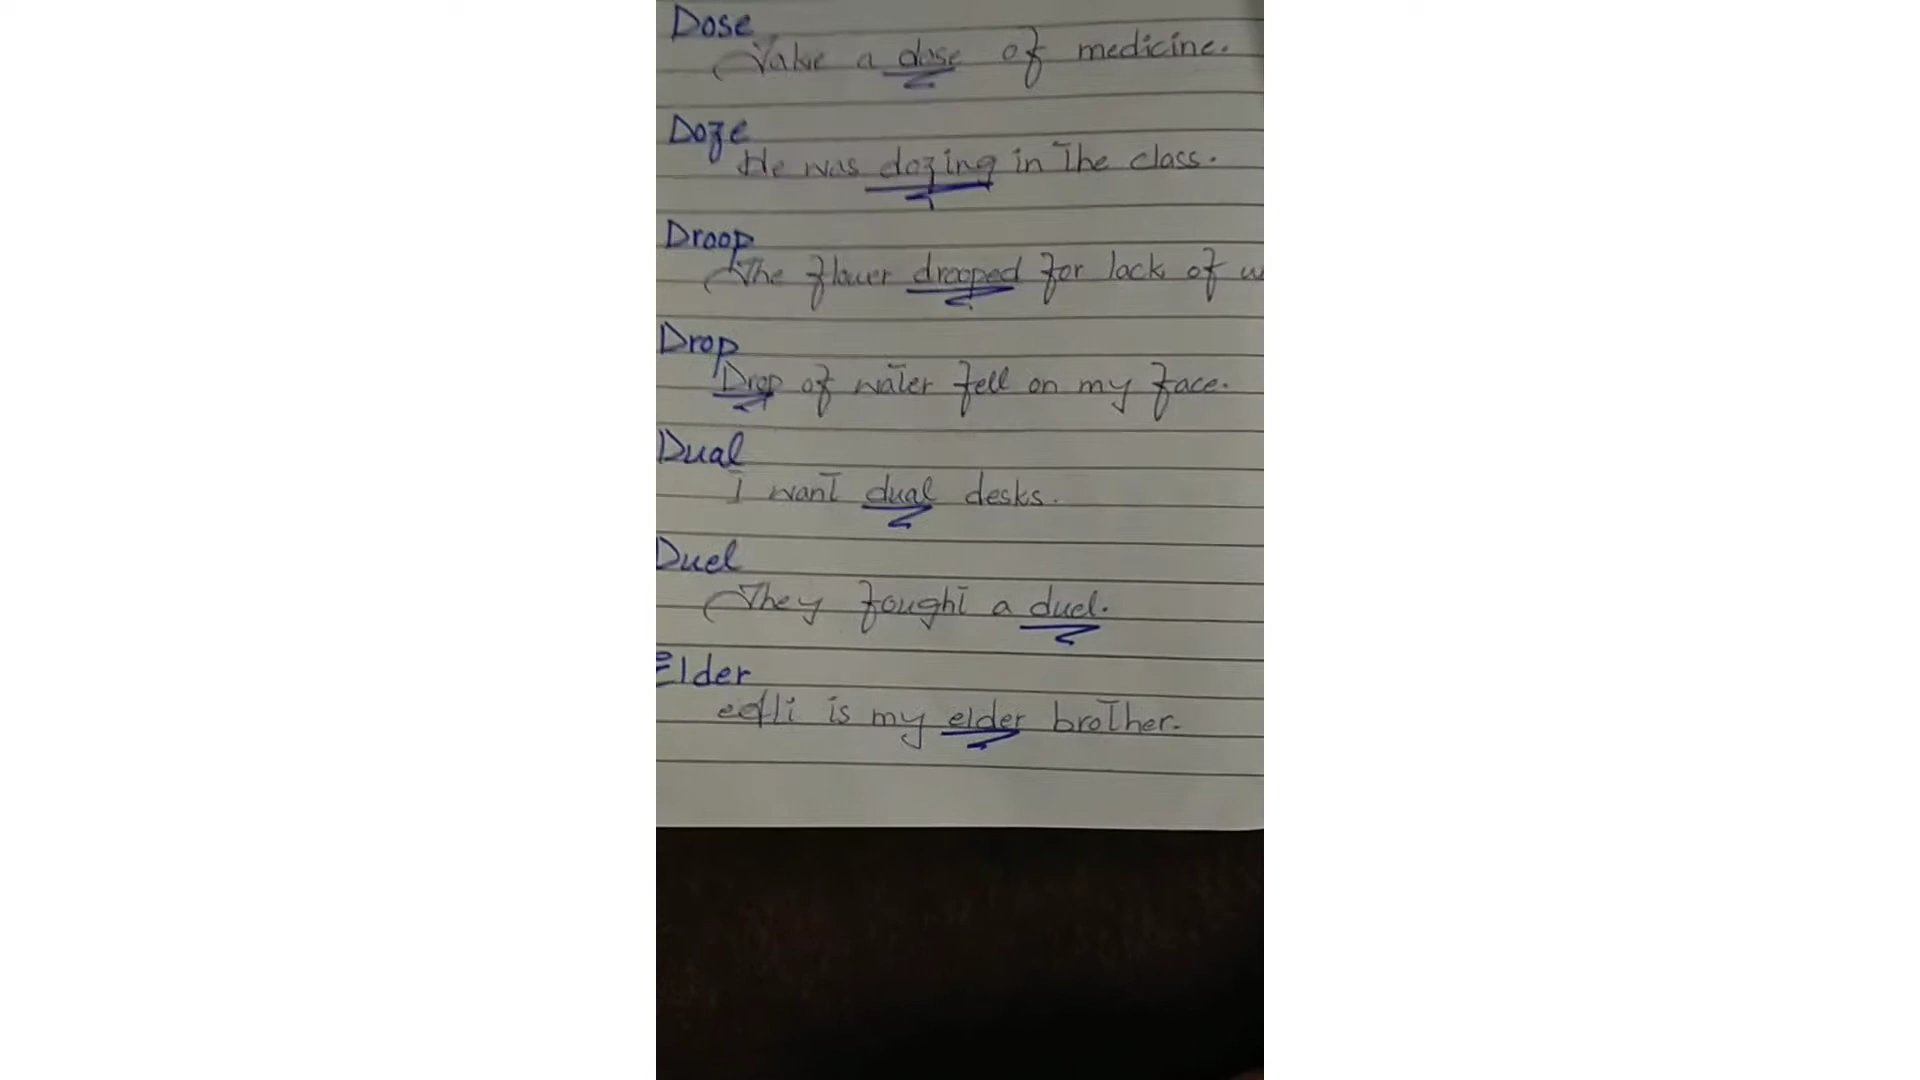 Dose
Take a dose of medicine.
Doze
He was dozing in the class.
Droop
The flower drooped for lack of
Drop
Drop of water fell on my face.
Dual
I want dual desks.
Duel
They fought a duel.
Elder
is my elder brother.